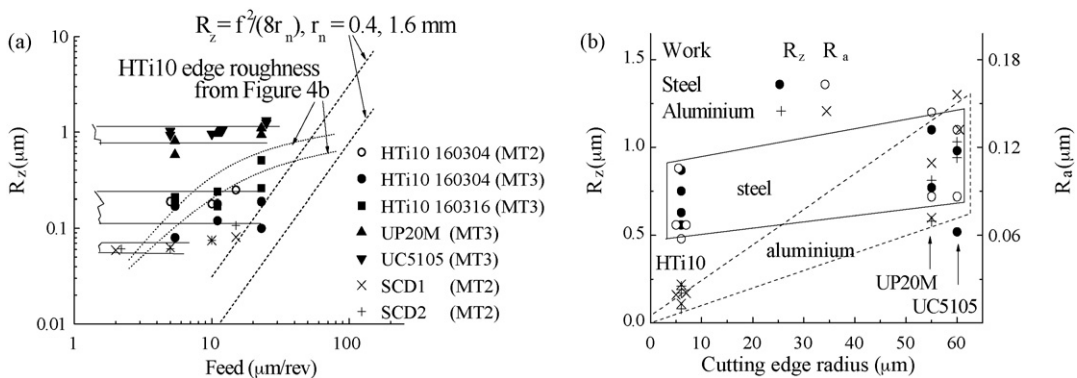 (a)
R_z = f²/(8r_n), r_n = 0.4, 1.6 mm
HTi10 edge roughness
from Figure 4b
10
1
0.1
0.01
R_z(μm)
1
10
100
Feed (μm/rev)
HTi10 160304 (MT2)
HTi10 160304 (MT3)
HTi10 160316 (MT3)
UP20M (MT3)
UC5105 (MT3)
SCD1 (MT2)
SCD2 (MT2)
(b)
Work R_z R_a
Steel
Aluminium
1.5
1.0
0.5
0.0
R_z(μm)
0.18
0.12
0.06
0.00
R_a(μm)
steel
aluminium
HTi10
UP20M
UC5105
0 10 20 30 40 50 60
Cutting edge radius (μm)